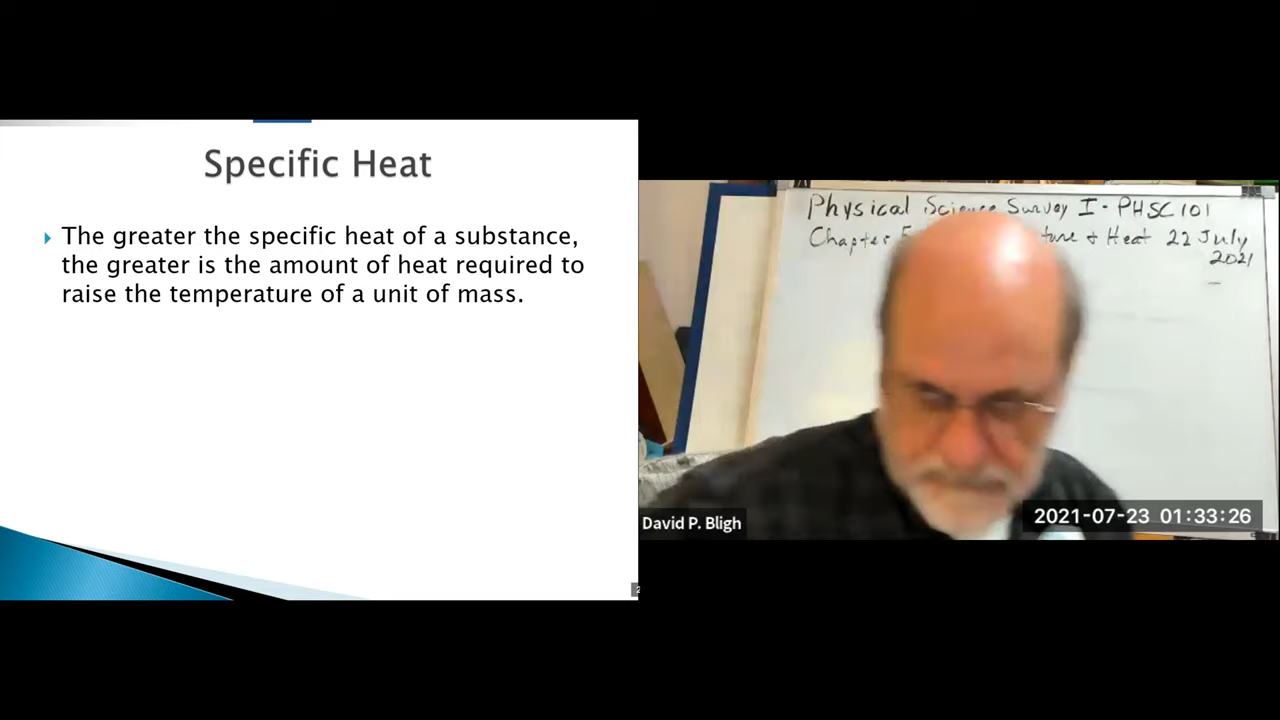 Specific Heat
The greater the specific heat of a substance,
the greater is the amount of heat required to
raise the temperature of a unit of mass.
Physical Science Survey I - PHSC 101
Chapter & Heat 22 July
2021
David P. Bligh
2021-07-23 01:33:26